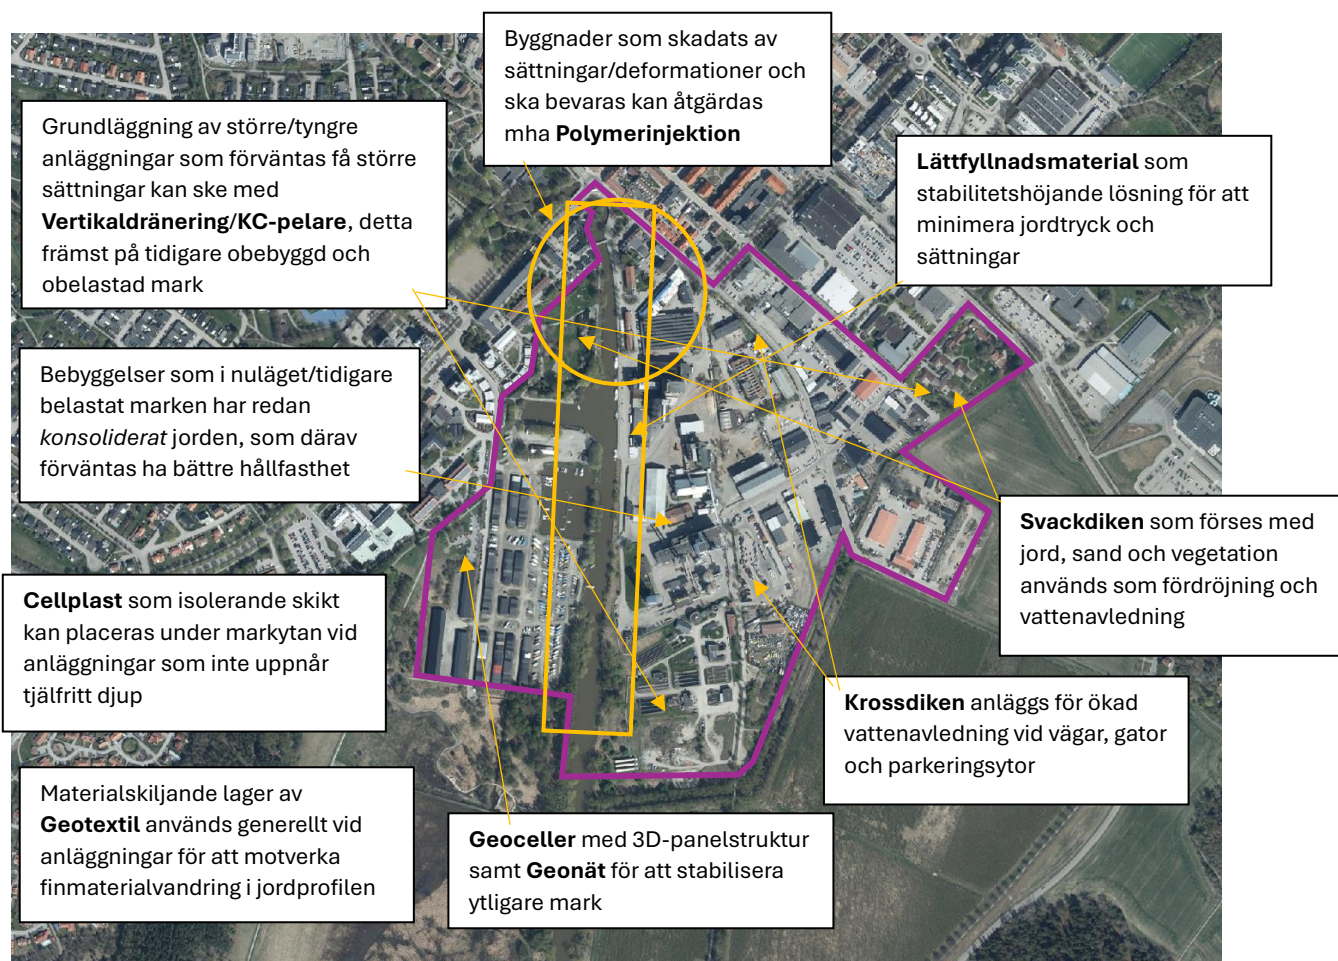 Byggnader som skadats av
sättningar/deformationer och
ska bevaras kan åtgärdas
mha Polymerinjektion
Grundläggning av större/tyngre
anläggningar som förväntas få större
sättningar kan ske med
Vertikaldränering/KC-pelare, detta
främst på tidigare obebyggd och
obelastad mark
Lättfyllnadsmaterial som
stabilitetshöjande lösning för att
minimera jordtryck och
sättningar
Bebyggelser som i nuläget/tidigare
belastat marken har redan
konsoliderat jorden, som därav
förväntas ha bättre hållfasthet
Svackdiken som förses med
jord, sand och vegetation
används som fördröjning och
vattenavledning
Cellplast som isolerande skikt
kan placeras under markytan vid
anläggningar som inte uppnår
tjälfritt djup
Krossdiken anläggs för ökad
vattenavledning vid vägar, gator
och parkeringsytor
Materialskiljande lager av
Geotextil används generellt vid
anläggningar för att motverka
finmaterialvandring i jordprofilen
Geoceller med 3D-panelstruktur
samt Geonät för att stabilisera
ytligare mark